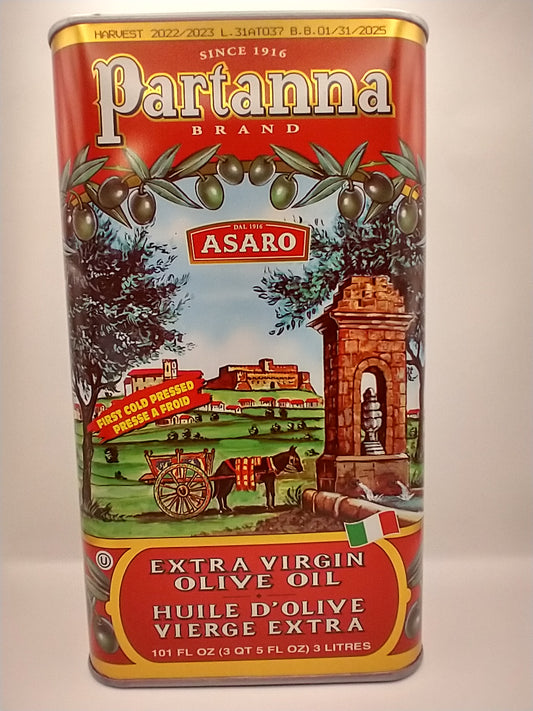 HARVEST 2022/2023 L.31AT037 B.B.01/31/2025
SINCE 1916
Partanna
BRAND
DAL 1916
ASARO
FIRST COLD PRESSED
PRESSE A FROID
U
EXTRA VIRGIN
OLIVE OIL
HUILE D'OLIVE
VIERGE EXTRA
101 FL OZ (3 QT 5 FL OZ) 3 LITRES